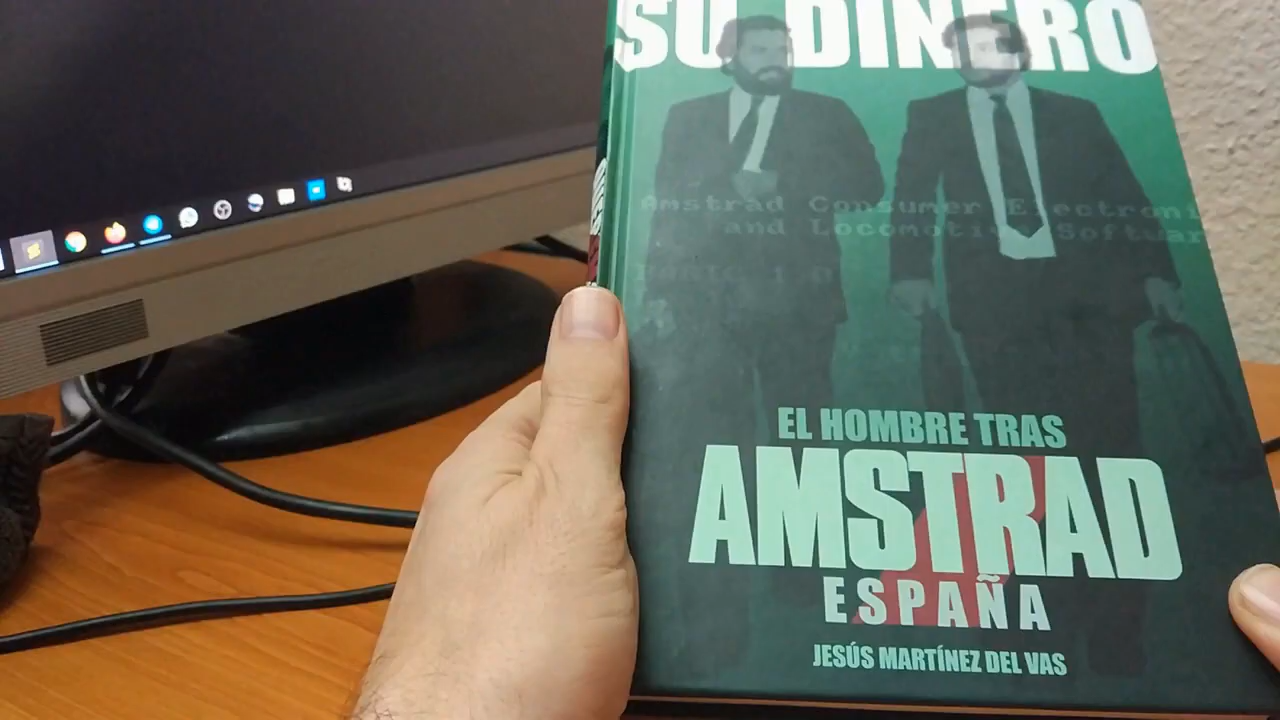 SU DINERO
Amstrad Consumer Electroni
and Locomotive Softwar
EL HOMBRE TRAS
AMSTRAD
ESPAÑA
JESÚS MARTÍNEZ DEL VAS